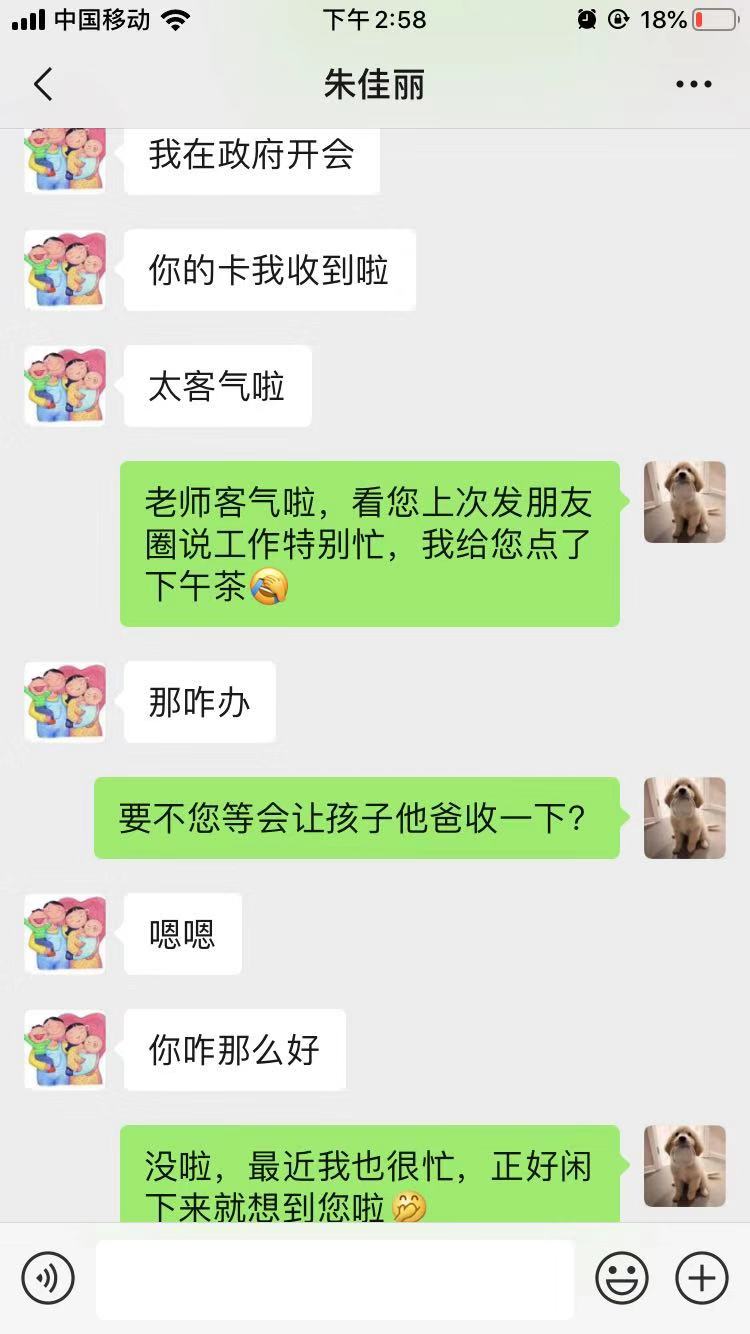 中国移动
下午2:58
18%
朱佳丽
我在政府开会
你的卡我收到啦
太客气啦
老师客气啦，看您上次发朋友
圈说工作特别忙，我给您点了
下午茶🤦
那咋办
要不您等会让孩子他爸收一下？
嗯嗯
你咋那么好
没啦，最近我也很忙，正好闲
下来就想到您啦🤭